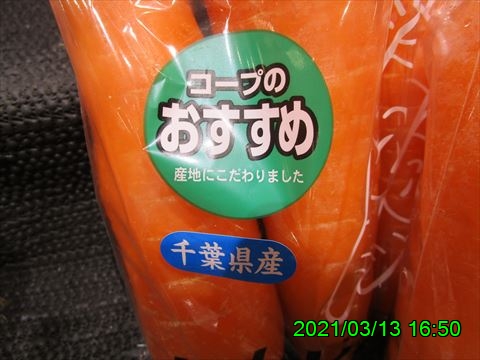 コープの
おすすめ
産地にこだわりました
千葉県産
2021/03/13 16:50